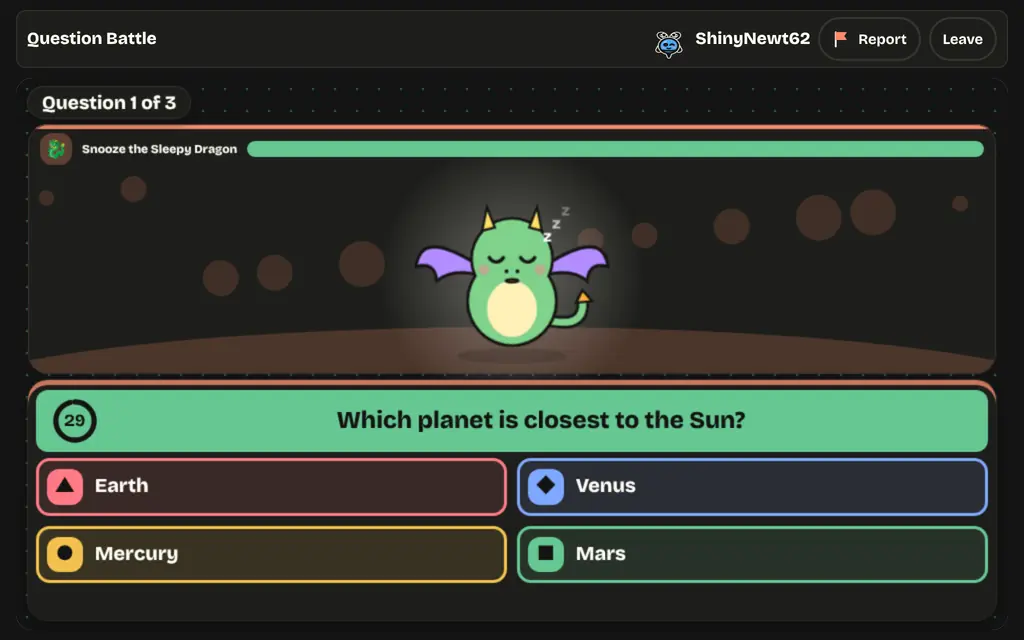 Question Battle
ShinyNewt62
Report
Leave
Question 1 of 3
Snooze the Sleepy Dragon
z
z
z
29
Which planet is closest to the Sun?
Earth
Venus
Mercury
Mars